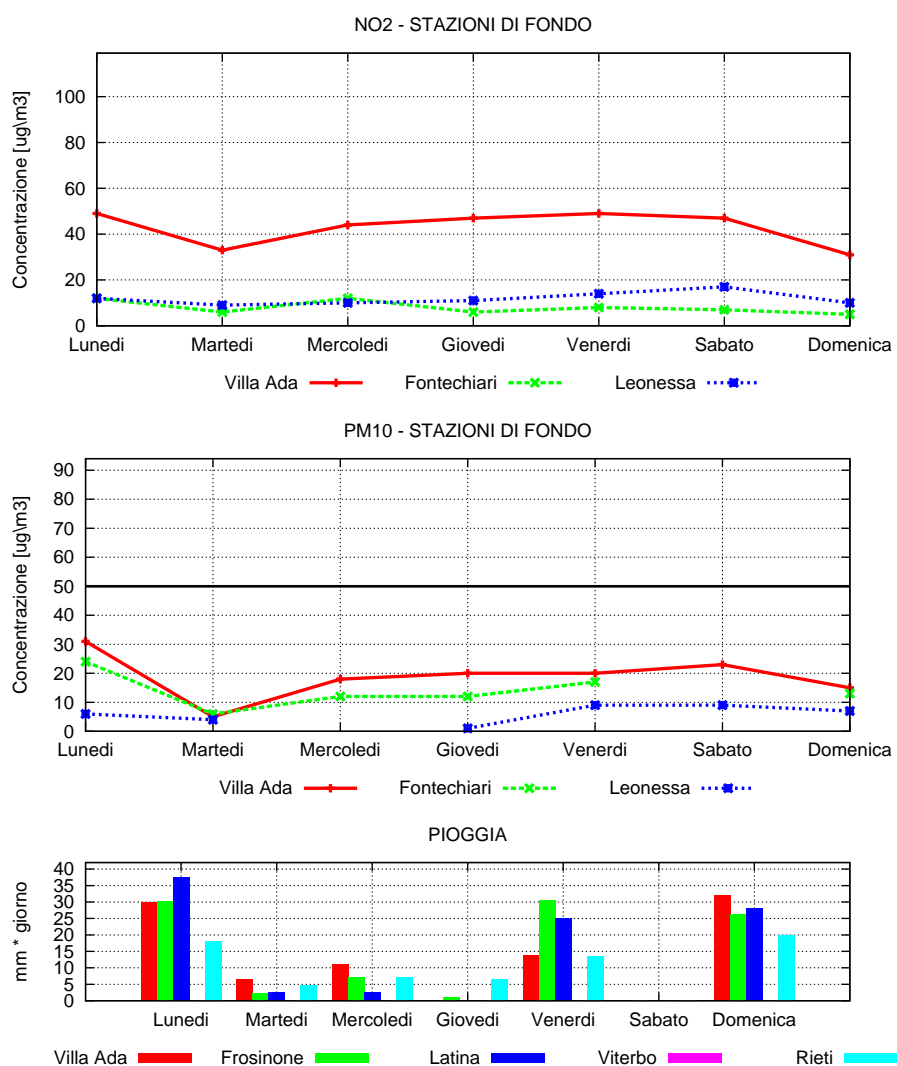 NO2 - STAZIONI DI FONDO
Concentrazione [ug\m3]
100
80
60
40
20
0
Lunedi Martedi Mercoledi Giovedi Venerdi Sabato Domenica
Villa Ada Fontechiari Leonessa
PM10 - STAZIONI DI FONDO
Concentrazione [ug\m3]
90
80
70
60
50
40
30
20
10
0
Lunedi Martedi Mercoledi Giovedi Venerdi Sabato Domenica
Villa Ada Fontechiari Leonessa
PIOGGIA
mm * giorno
40
35
30
25
20
15
10
5
0
Lunedi Martedi Mercoledi Giovedi Venerdi Sabato Domenica
Villa Ada Frosinone Latina Viterbo Rieti